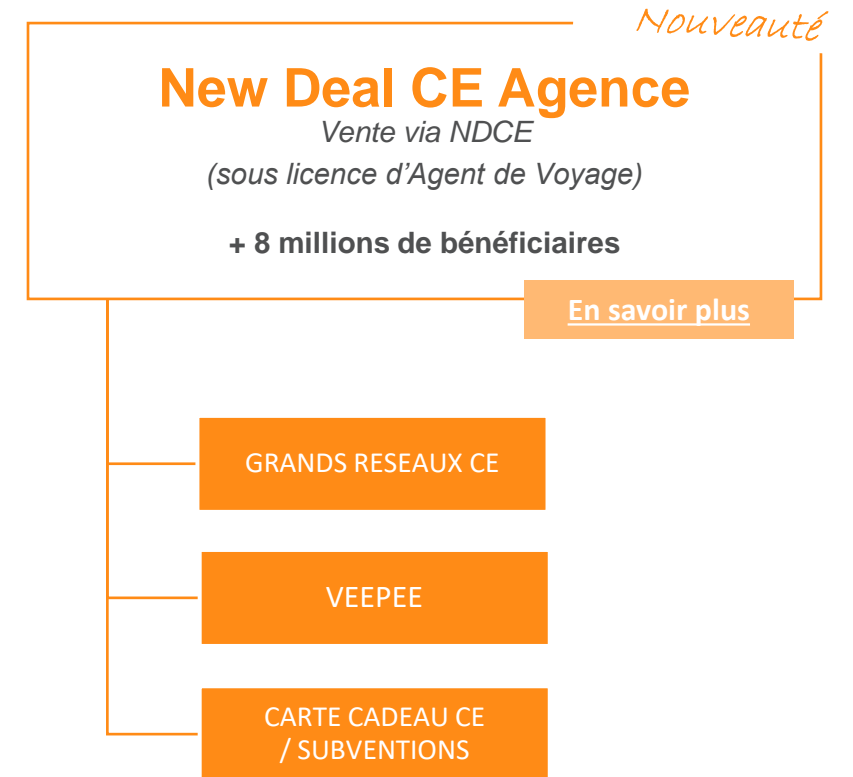 Nouveauté
New Deal CE Agence
Vente via NDCE
(sous licence d'Agent de Voyage)
+ 8 millions de bénéficiaires
En savoir plus
GRANDS RESEAUX CE
VEEPEE
CARTE CADEAU CE
/ SUBVENTIONS